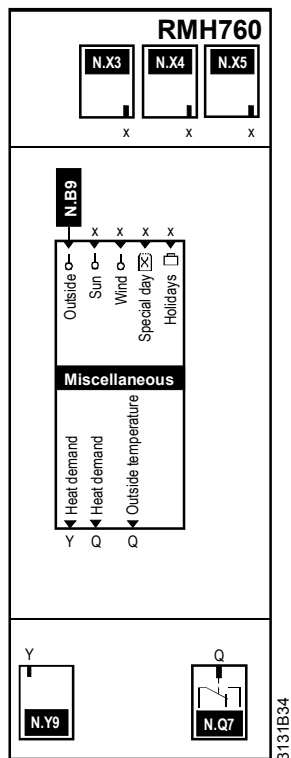 RMH760
N.X3 N.X4 N.X5
x x x
N.B9
x x x x
Outside
Sun
Wind
Special day
Holidays
Miscellaneous
Heat demand
Heat demand
Outside temperature
Y Q Q
Y Q
N.Y9 N.Q7
3131B34